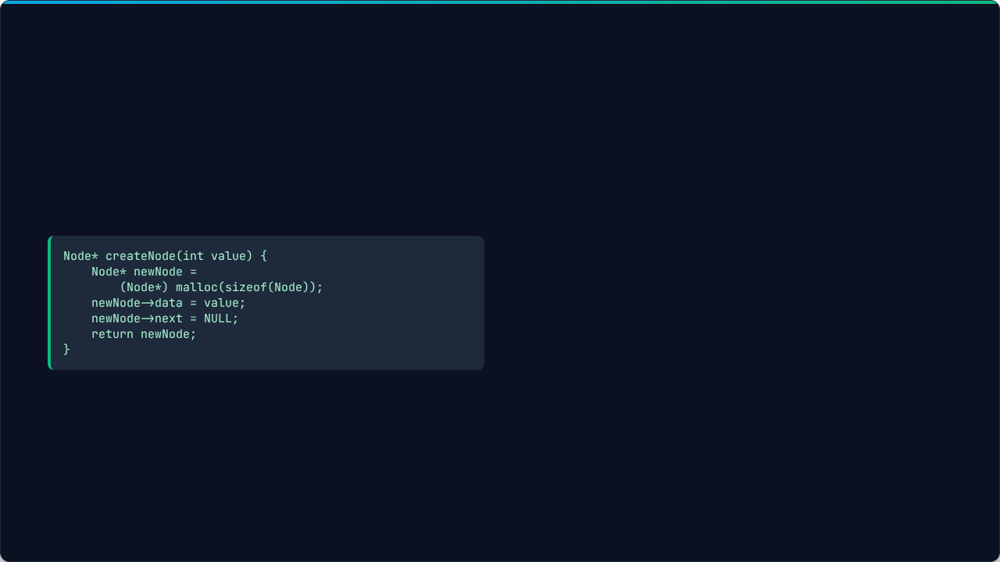 Node* createNode(int value) {
    Node* newNode =
        (Node*) malloc(sizeof(Node));
    newNode->data = value;
    newNode->next = NULL;
    return newNode;
}